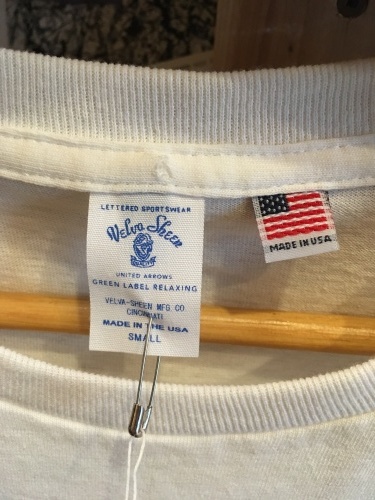 LETTERED SPORTSWEAR
Velva Sheen
UNITED ARROWS
GREEN LABEL RELAXING
VELVA-SHEEN MFG CO
CINCINNATI
MADE IN THE USA
SMALL
MADE IN USA